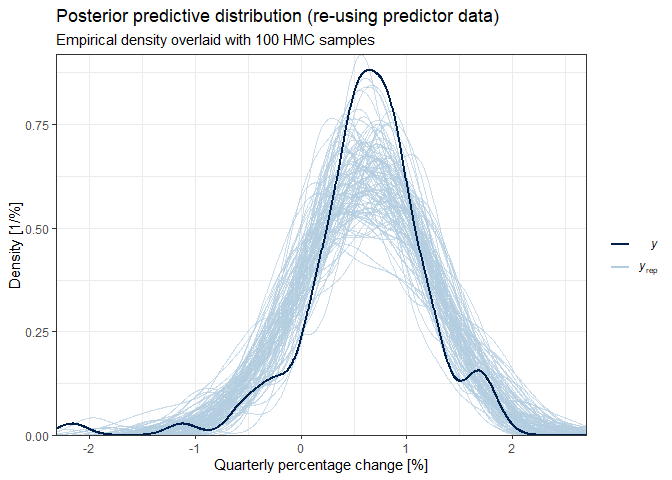 Posterior predictive distribution (re-using predictor data)
Empirical density overlaid with 100 HMC samples
Density [1/%]
0.75
0.50
0.25
0.00
-2
-1
0
1
2
Quarterly percentage change [%]
y
y rep